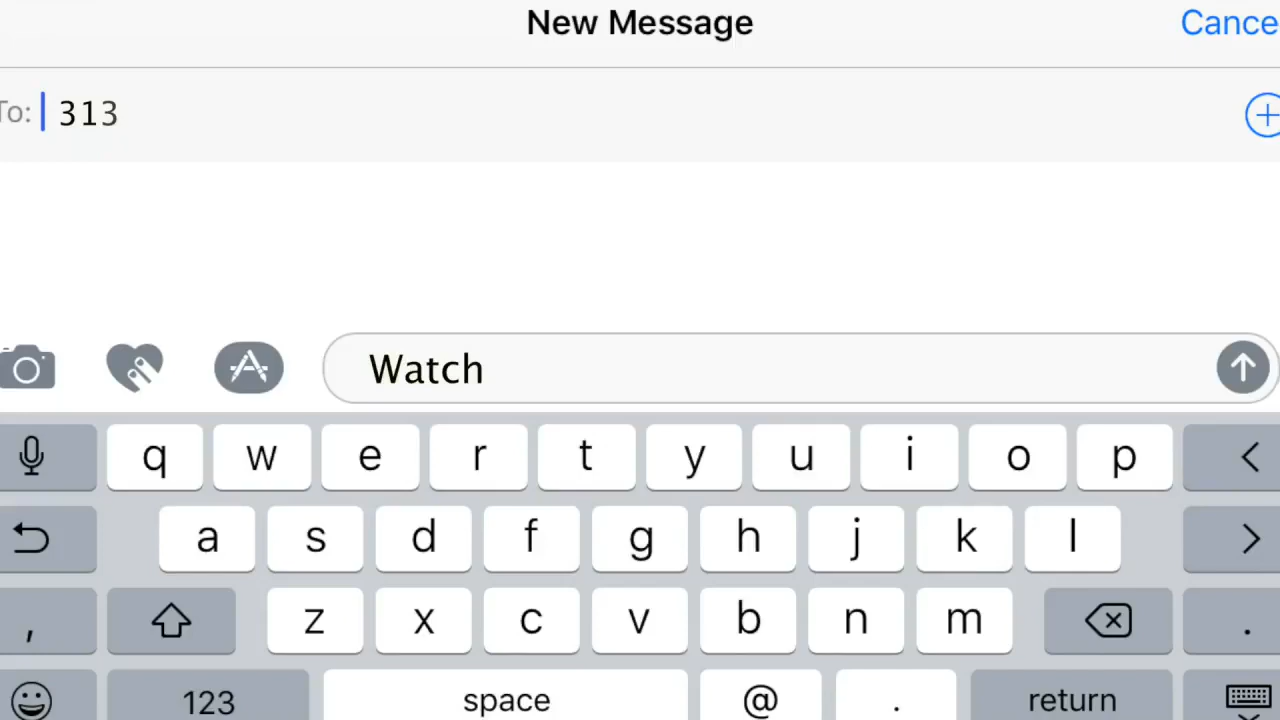 New Message
Cance
To: 313
Watch
q w e r t y u i o p
a s d f g h j k l
, z x c v b n m .
123 space @ . return